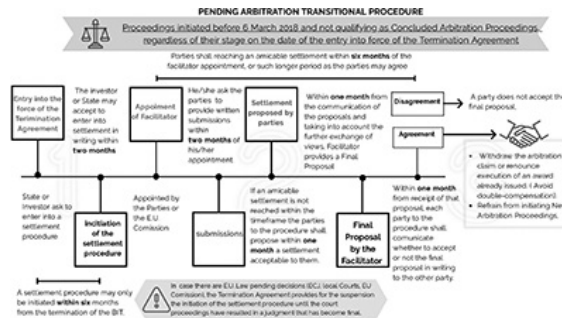 PENDING ARBITRATION TRANSITIONAL PROCEDURE
Proceedings initiated before 6 March 2018 and not qualifying as Concluded Arbitration Proceedings,
regardless of their stage on the date of the entry into force of the Termination Agreement
Parties shall reaching an amicable settlement within six months of the
facilitator appointment, or such longer period as the parties may agree
Entry into
the force of the
Termination
Agreement
The investor
or State may
accept to
enter into
settlement in
writing within
two months
Appoiment of
Facilitator
He/she ask the
parties to
provide written
submissions
within two
months of
his/her
appointment
Settlement
proposed by
parties
Within one month from
the communication of
the proposals and
taking into account the
further exchange of
views, Facilitator
provides a Final
Proposal
Disagreement
A party does not accept the
final proposal.
Agreement
Withdraw the arbitration
claim or renounce
execution of an award
already issued. ( Avoid
double-compensation).
Refrain from initiating New
Arbitration Proceedings.
State or
Investor ask to
enter into a
settlement
procedure
Incitiation of
the settlement
procedure
Appointed by
the Parties or
the E.U
Comission
submissions
If an amicable
settlement is not
reached within the
timeframe the parties
to the procedure shall
propose within one
month a settlement
acceptable to them.
Final
Proposal by
the Facilitator
Within one month
from receipt of that
proposal, each party
to the procedure
shall comunicate
whether to accept
or not the final
proposal in writing
to the other party.
A settlement procedure may only
be initiated within six months
from the termination of the BIT.
In case there are E.U. Law pending decisions (ECJ, local Courts, EU
Comission), the Termination Agreement provides for the suspension
the initiation of the settlement procedure until the court
proceedings have resulted in a judgment that has become final.